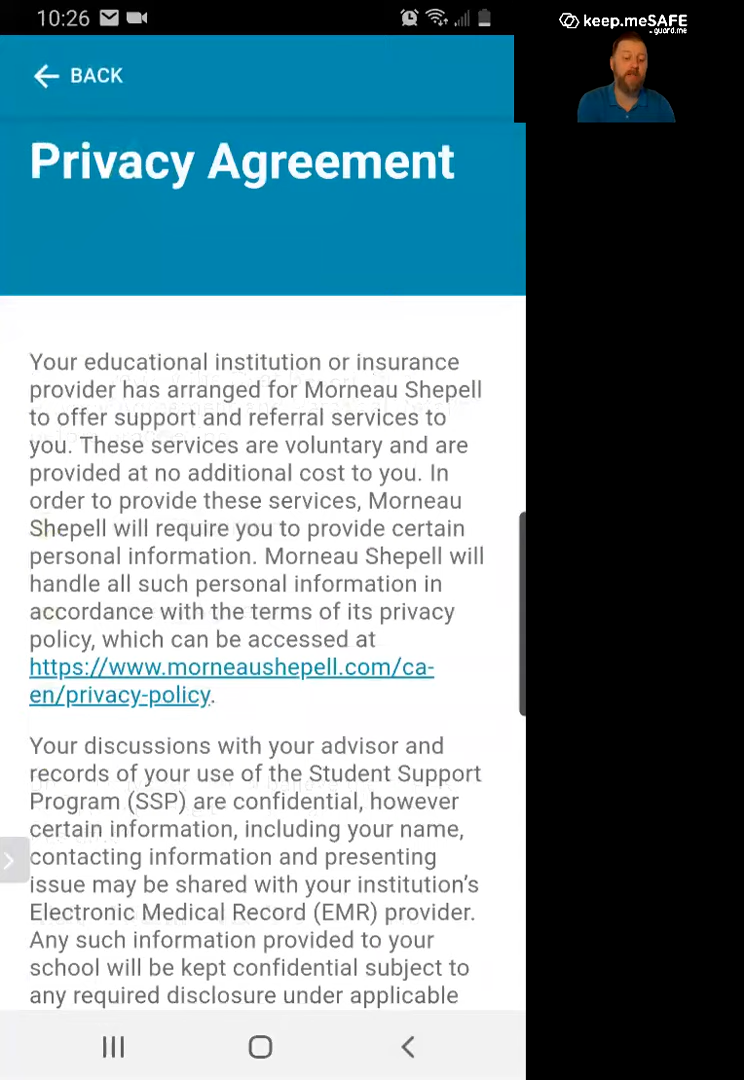 10:26
keep.meSAFE
guard.me
BACK
Privacy Agreement
Your educational institution or insurance
provider has arranged for Morneau Shepell
to offer support and referral services to
you. These services are voluntary and are
provided at no additional cost to you. In
order to provide these services, Morneau
Shepell will require you to provide certain
personal information. Morneau Shepell will
handle all such personal information in
accordance with the terms of its privacy
policy, which can be accessed at
https://www.morneaushepell.com/ca-
en/privacy-policy.
Your discussions with your advisor and
records of your use of the Student Support
Program (SSP) are confidential, however
certain information, including your name,
contacting information and presenting
issue may be shared with your institution's
Electronic Medical Record (EMR) provider.
Any such information provided to your
school will be kept confidential subject to
any required disclosure under applicable